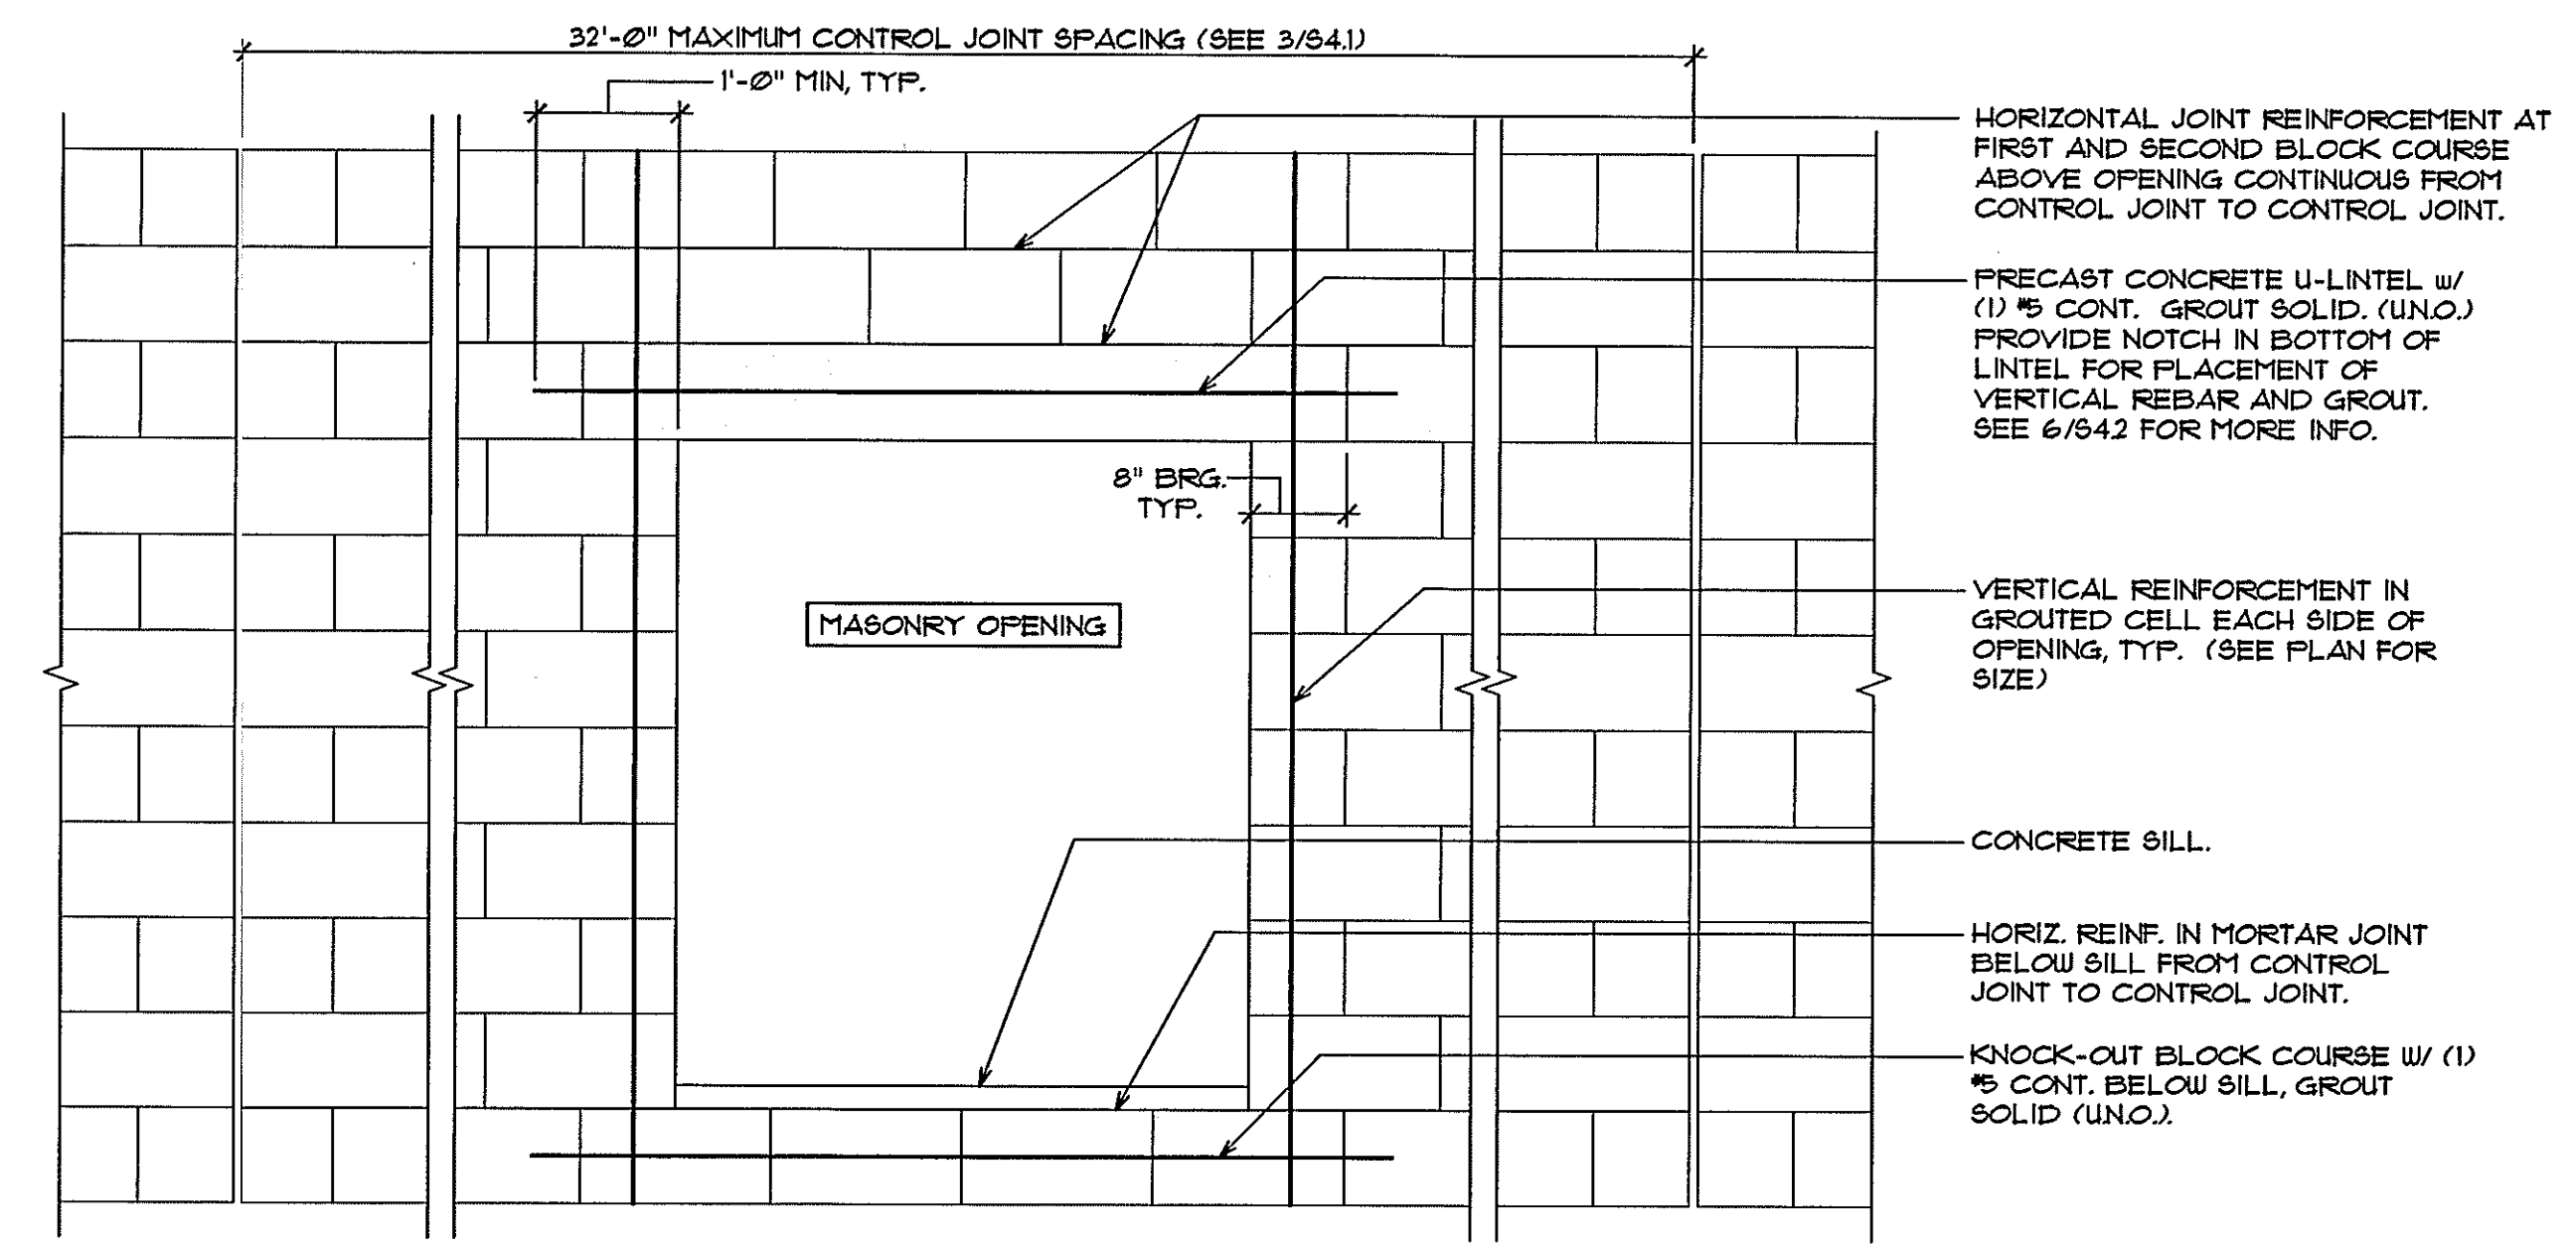 32'-0" MAXIMUM CONTROL JOINT SPACING (SEE 3/S4.1)
1'-0" MIN, TYP.
HORIZONTAL JOINT REINFORCEMENT AT
FIRST AND SECOND BLOCK COURSE
ABOVE OPENING CONTINUOUS FROM
CONTROL JOINT TO CONTROL JOINT.
PRECAST CONCRETE U-LINTEL w/
(1) #5 CONT. GROUT SOLID. (U.N.O.)
PROVIDE NOTCH IN BOTTOM OF
LINTEL FOR PLACEMENT OF
VERTICAL REBAR AND GROUT.
SEE 6/S4.2 FOR MORE INFO.
8" BRG.
TYP.
MASONRY OPENING
VERTICAL REINFORCEMENT IN
GROUTED CELL EACH SIDE OF
OPENING, TYP. (SEE PLAN FOR
SIZE)
CONCRETE SILL.
HORIZ. REINF. IN MORTAR JOINT
BELOW SILL FROM CONTROL
JOINT TO CONTROL JOINT.
KNOCK-OUT BLOCK COURSE W/ (1)
#5 CONT. BELOW SILL, GROUT
SOLID (U.N.O.).